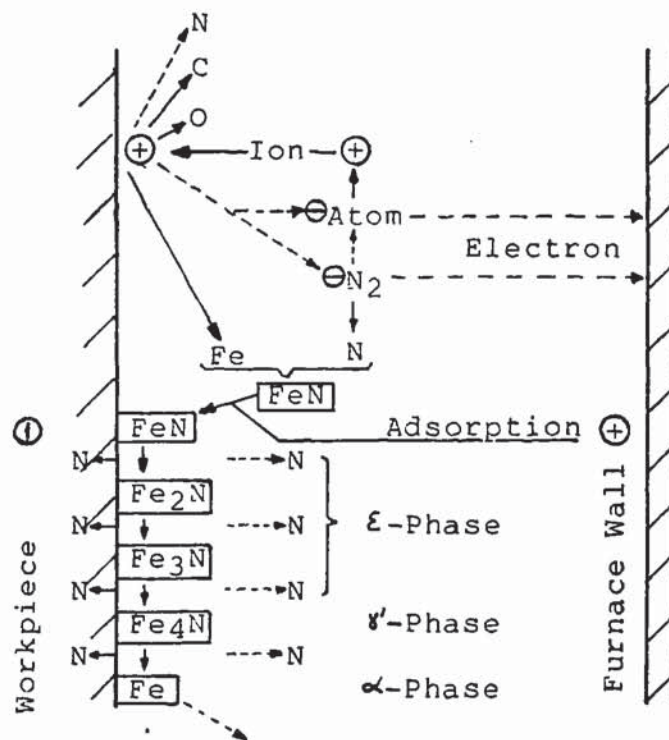 N
C
O
⊕ Ion ⊕
⊖ Atom
Electron
⊖ N2
Fe N
FeN
FeN Adsorption
⊖ ⊕
N N
Fe2N
N N ε-Phase
Fe3N
N N
Fe4N γ'-Phase
N N
Fe α-Phase
Workpiece
Furnace Wall